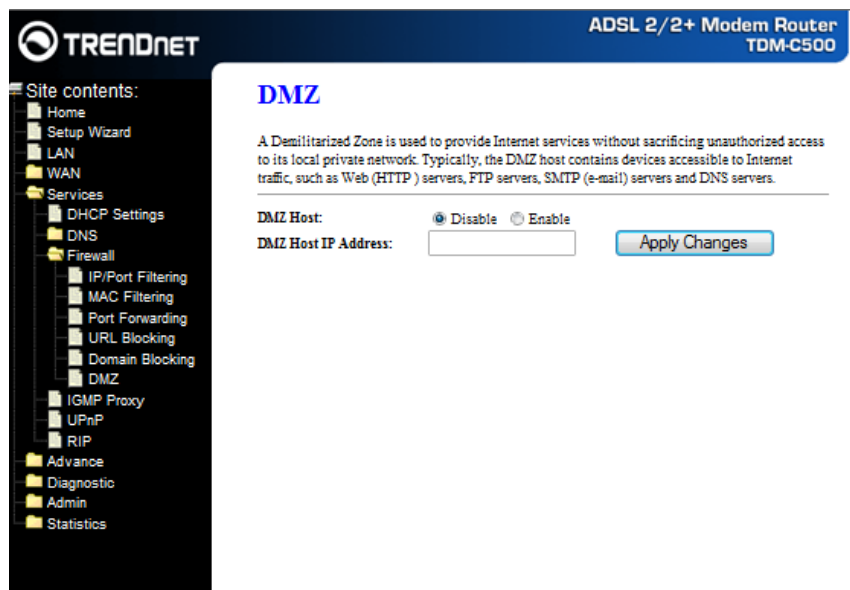 TRENDNET
ADSL 2/2+ Modem Router
TDM-C500
Site contents:
Home
Setup Wizard
LAN
WAN
Services
DHCP Settings
DNS
Firewall
IP/Port Filtering
MAC Filtering
Port Forwarding
URL Blocking
Domain Blocking
DMZ
IGMP Proxy
UPnP
RIP
Advance
Diagnostic
Admin
Statistics
DMZ
A Demilitarized Zone is used to provide Internet services without sacrificing unauthorized access
to its local private network. Typically, the DMZ host contains devices accessible to Internet
traffic, such as Web (HTTP ) servers, FTP servers, SMTP (e-mail) servers and DNS servers.
DMZ Host: Disable Enable
DMZ Host IP Address: Apply Changes